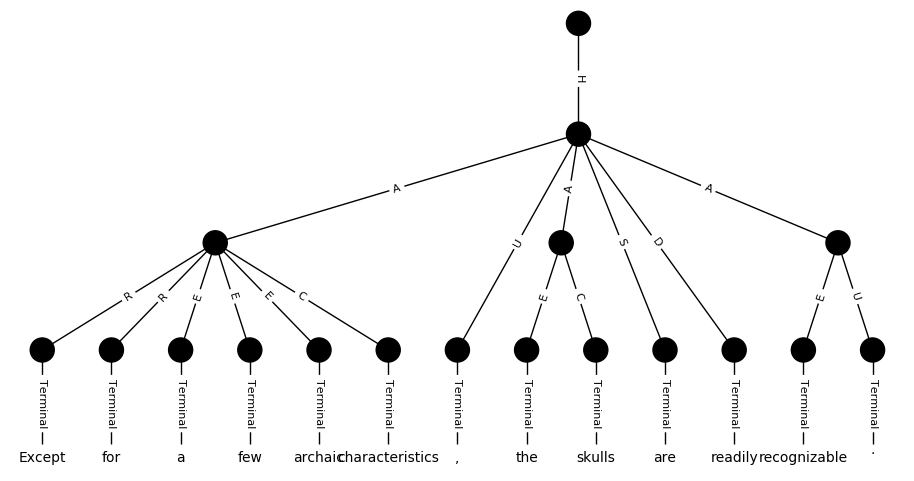 H
A A A
U S D
R R E E E C E C E U
Terminal Terminal Terminal Terminal Terminal Terminal Terminal Terminal Terminal Terminal Terminal Terminal Terminal
Except for a few archaic characteristics , the skulls are readily recognizable .